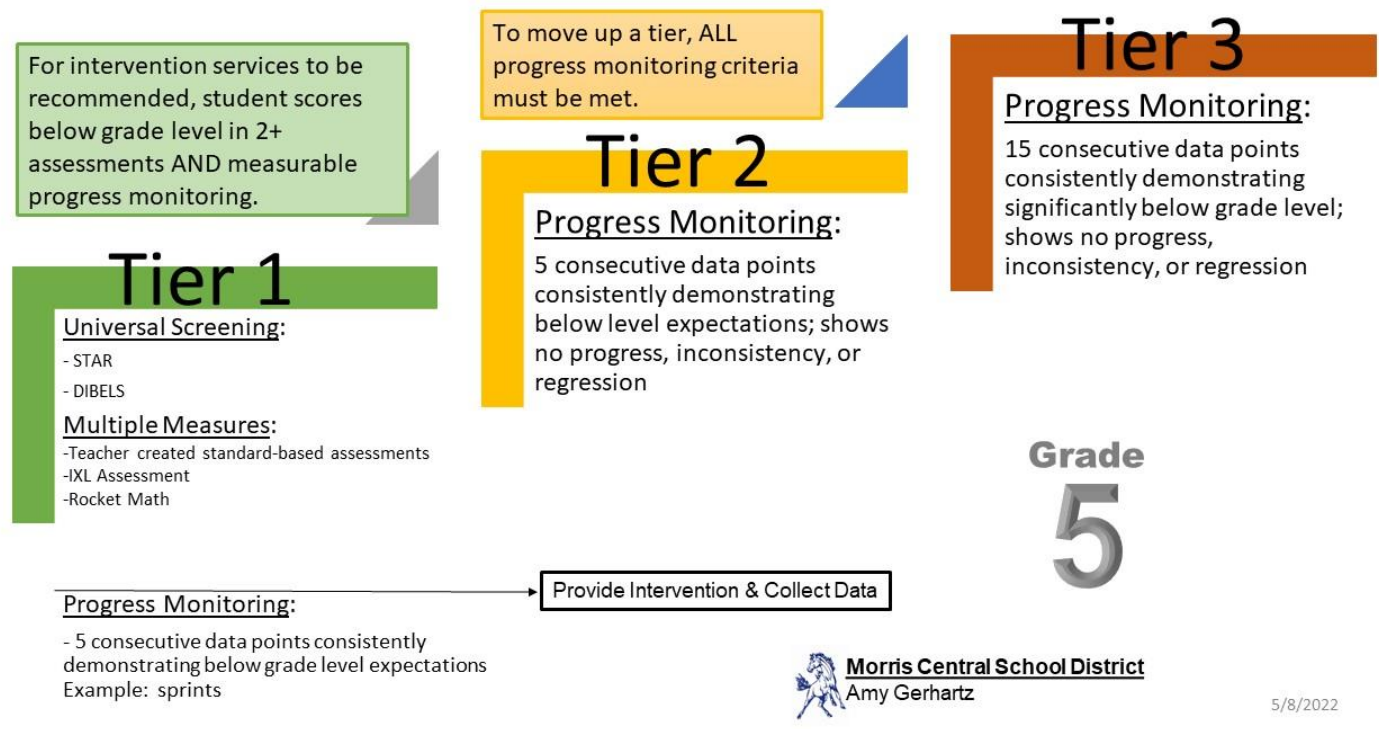 For intervention services to be
recommended, student scores
below grade level in 2+
assessments AND measurable
progress monitoring.
Tier 1
Universal Screening:
- STAR
- DIBELS
Multiple Measures:
-Teacher created standard-based assessments
-IXL Assessment
-Rocket Math
Progress Monitoring:
- 5 consecutive data points consistently
demonstrating below grade level expectations
Example: sprints
Provide Intervention & Collect Data
To move up a tier, ALL
progress monitoring criteria
must be met.
Tier 2
Progress Monitoring:
5 consecutive data points
consistently demonstrating
below level expectations; shows
no progress, inconsistency, or
regression
Tier 3
Progress Monitoring:
15 consecutive data points
consistently demonstrating
significantly below grade level;
shows no progress,
inconsistency, or regression
Grade
5
Morris Central School District
Amy Gerhartz
5/8/2022